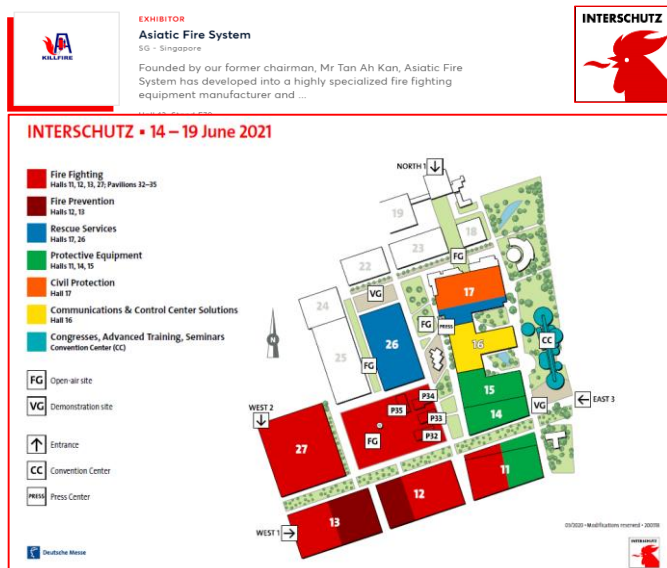 KILLFIRE
EXHIBITOR
Asiatic Fire System
SG - Singapore
Founded by our former chairman, Mr Tan Ah Kan, Asiatic Fire
System has developed into a highly specialized fire fighting
equipment manufacturer and ...
INTERSCHUTZ
INTERSCHUTZ • 14 – 19 June 2021
Fire Fighting
Halls 11, 12, 13, 27; Pavilions 32–35
Fire Prevention
Halls 12, 13
Rescue Services
Halls 17, 26
Protective Equipment
Halls 11, 14, 15
Civil Protection
Hall 17
Communications & Control Center Solutions
Hall 16
Congresses, Advanced Training, Seminars
Convention Center (CC)
FG Open-air site
VG Demonstration site
Entrance
CC Convention Center
PRESS Press Center
Deutsche Messe
N
NORTH 1
19
18
23
FG
22
17
VG
24
FG
PRESS
16
CC
26
25
FG
15
P34
P35
14
VG
EAST 3
WEST 2
P33
FG
P32
27
11
12
13
WEST 1
03/2020 • Modifications reserved •
INTERSCHUTZ